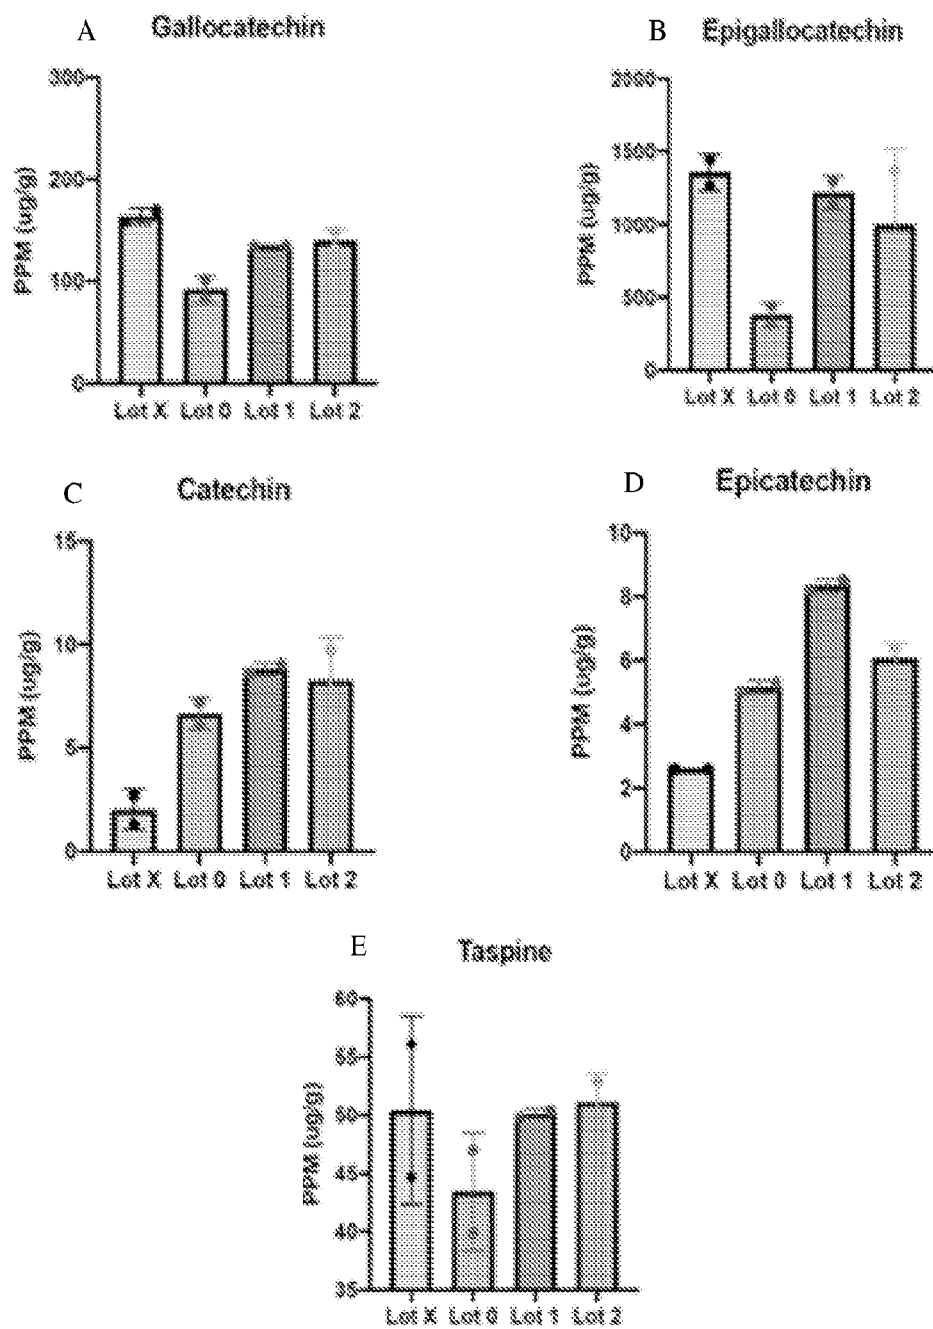 A Gallocatechin
300
200
100
0
PPM (ug/g)
Lot X Lot 0 Lot 1 Lot 2
B Epigallocatechin
2000
1500
1000
500
0
PPM (ug/g)
Lot X Lot 0 Lot 1 Lot 2
C Catechin
15
10
5
0
PPM (ug/g)
Lot X Lot 0 Lot 1 Lot 2
D Epicatechin
10
8
6
4
2
0
PPM (ug/g)
Lot X Lot 0 Lot 1 Lot 2
E Taspine
60
55
50
45
40
35
PPM (ug/g)
Lot X Lot 0 Lot 1 Lot 2